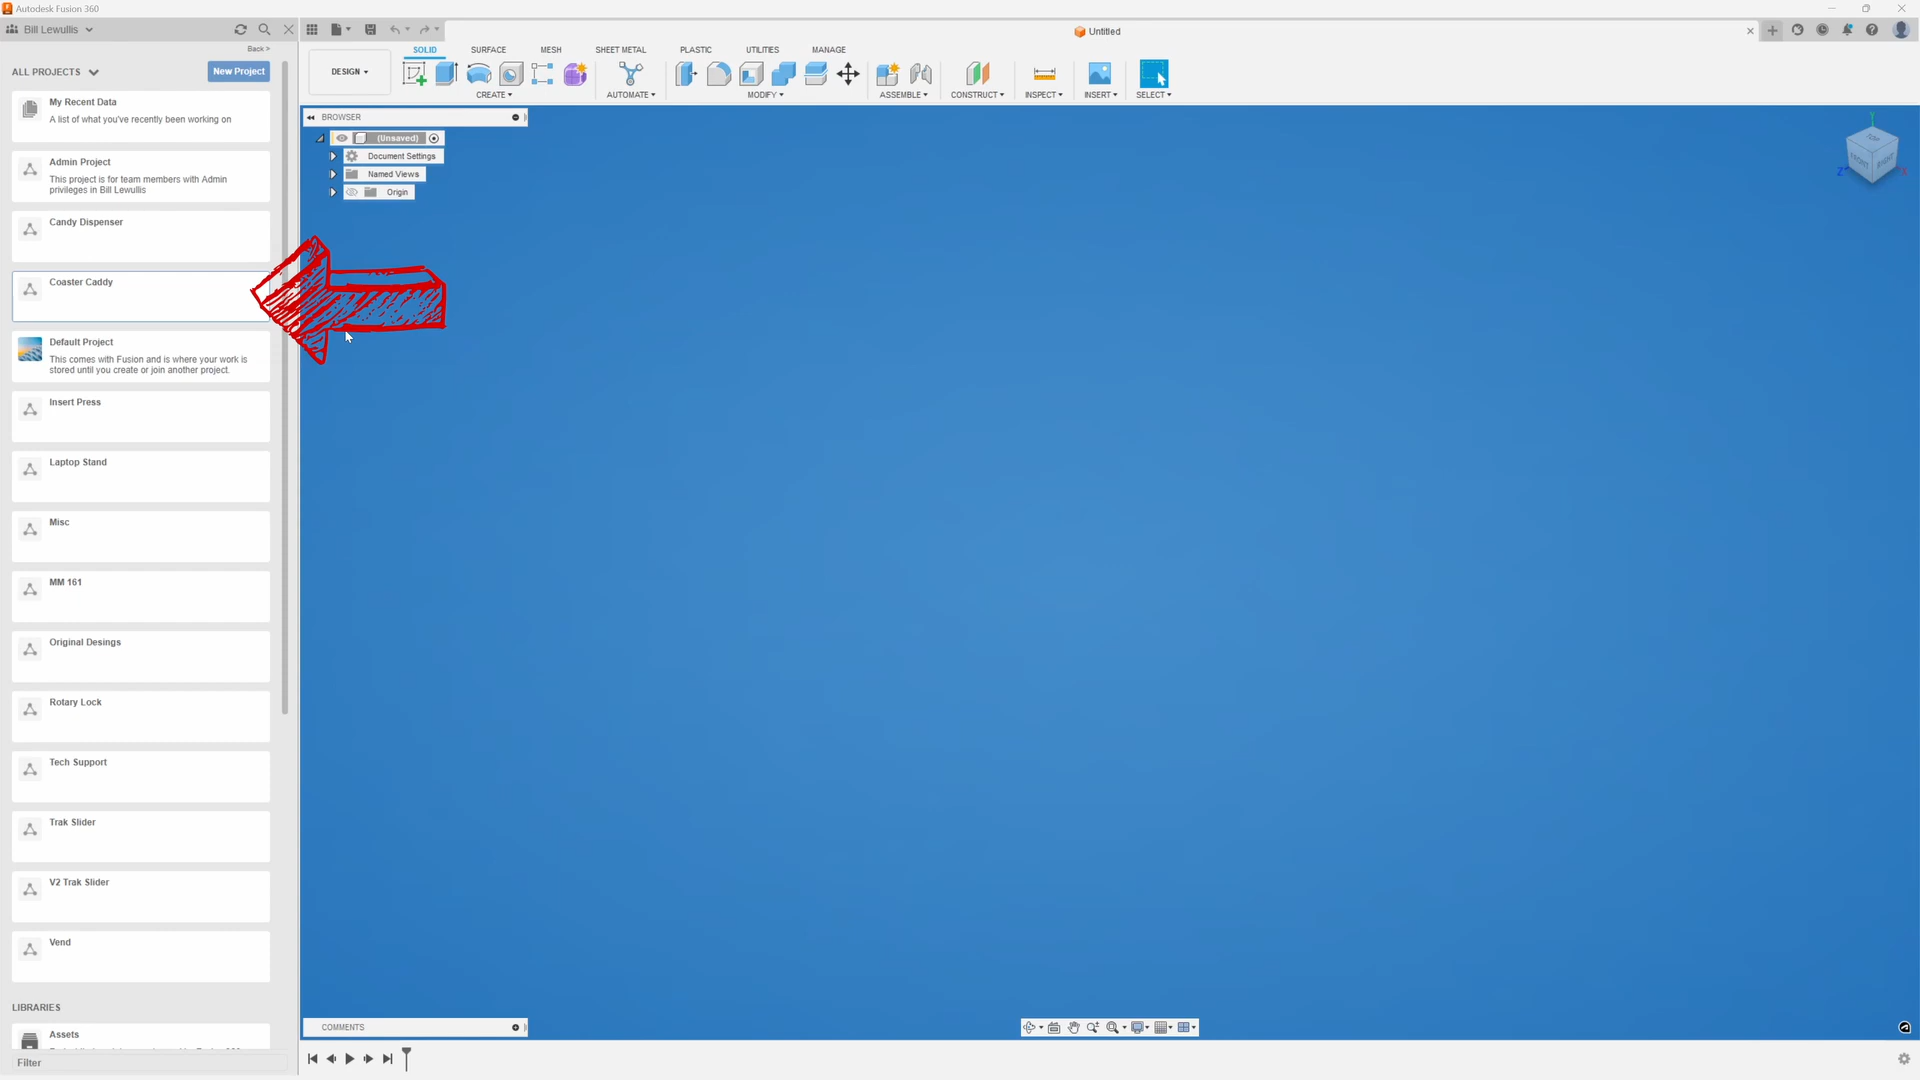 Autodesk Fusion 360
Bill Lewullis
Untitled
Back >
SOLID SURFACE MESH SHEET METAL PLASTIC UTILITIES MANAGE
ALL PROJECTS
New Project
DESIGN
CREATE AUTOMATE MODIFY ASSEMBLE CONSTRUCT INSPECT INSERT SELECT
My Recent Data
A list of what you've recently been working on
Admin Project
This project is for team members with Admin
privileges in Bill Lewullis
Candy Dispenser
Coaster Caddy
Default Project
This comes with Fusion and is where your work is
stored until you create or join another project.
Insert Press
Laptop Stand
Misc
MM 161
Original Desings
Rotary Lock
Tech Support
Trak Slider
V2 Trak Slider
Vend
LIBRARIES
Assets
Filter
BROWSER
(Unsaved)
Document Settings
Named Views
Origin
Y
TOP
FRONT
RIGHT
Z
X
COMMENTS